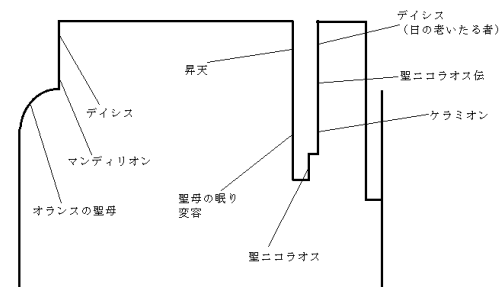 デイシス
（日の老いたる者）
昇天
聖ニコラオス伝
デイシス
ケラミオン
マンディリオン
オランスの聖母
聖母の眠り
変容
聖ニコラオス